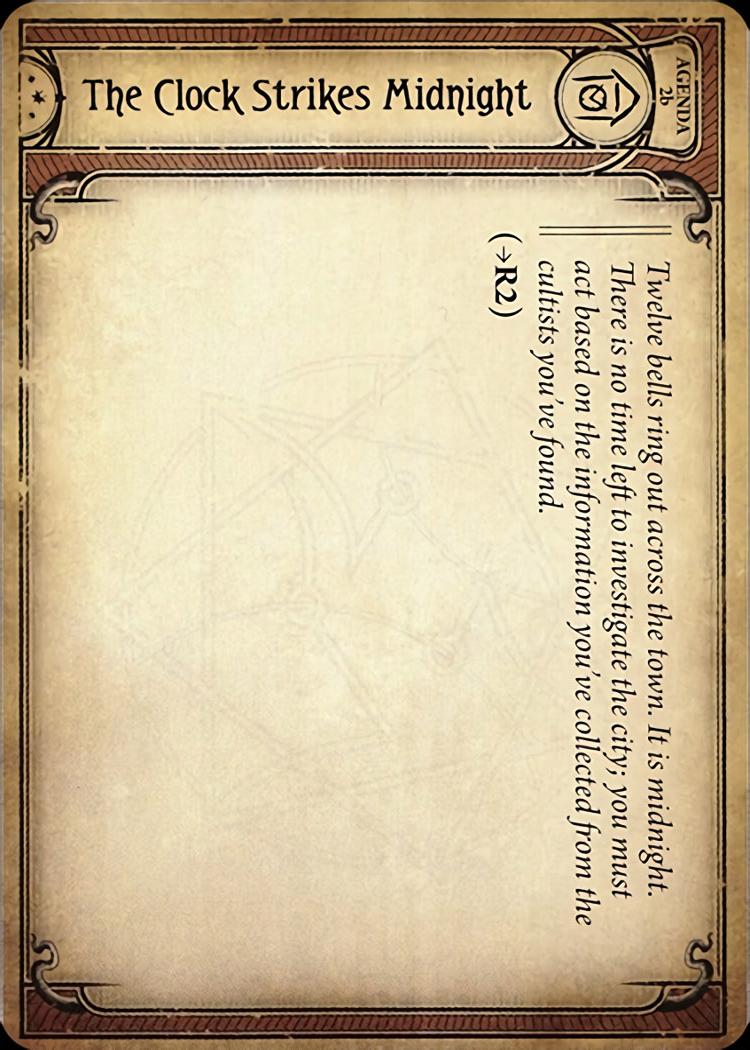 AGENDA
2b
The Clock Strikes Midnight
Twelve bells ring out across the town. It is midnight.
There is no time left to investigate the city; you must
act based on the information you've collected from the
cultists you've found.
(→R2)